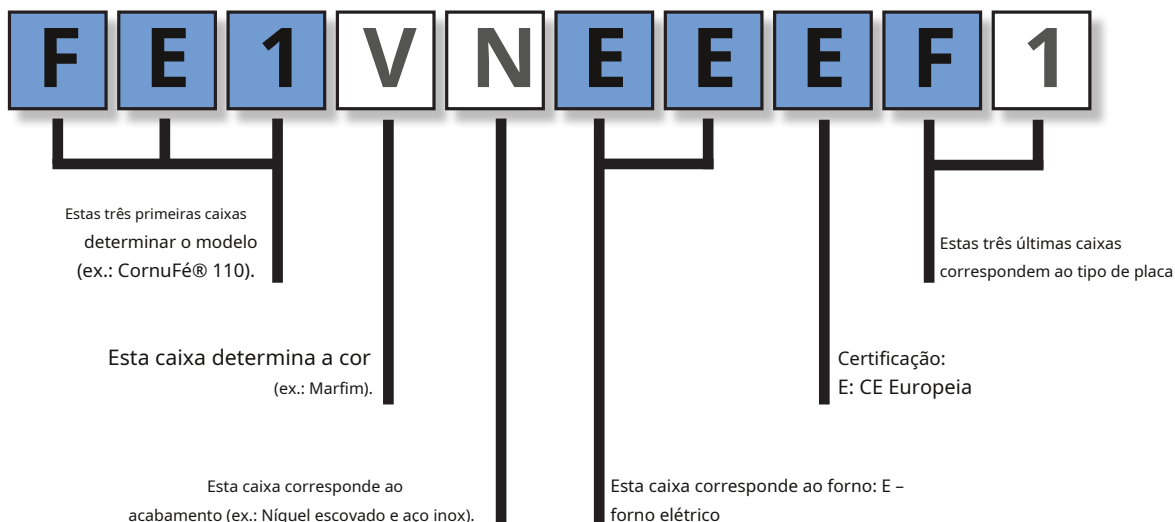 F E 1 V N E E E F 1
Estas três primeiras caixas
determinar o modelo
(ex.: CornuFé® 110).
Estas três últimas caixas
correspondem ao tipo de placa
Esta caixa determina a cor
(ex.: Marfim).
Certificação:
E: CE Europeia
Esta caixa corresponde ao
acabamento (ex.: Níquel escovado e aço inox).
Esta caixa corresponde ao forno: E –
forno elétrico